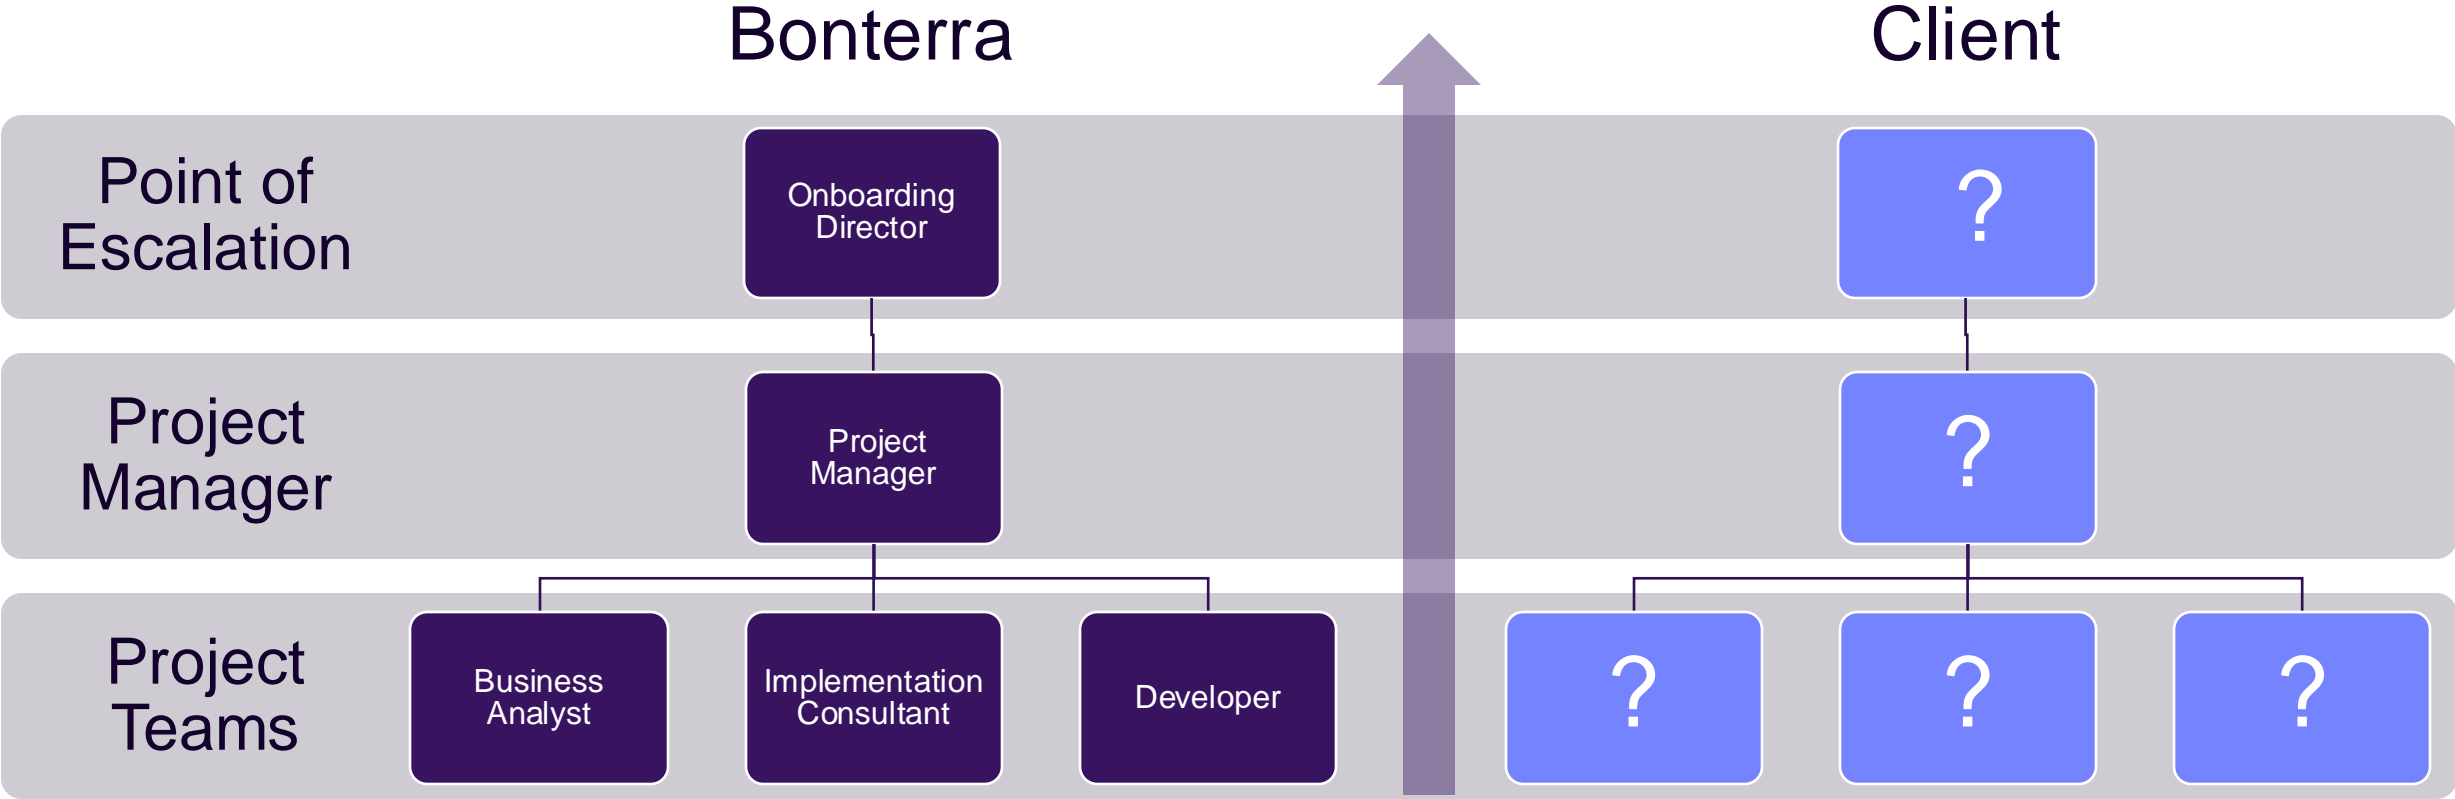 Bonterra
Client
Point of
Escalation
Onboarding
Director
?
Project
Manager
Project
Manager
?
Project
Teams
Business
Analyst
Implementation
Consultant
Developer
?
?
?